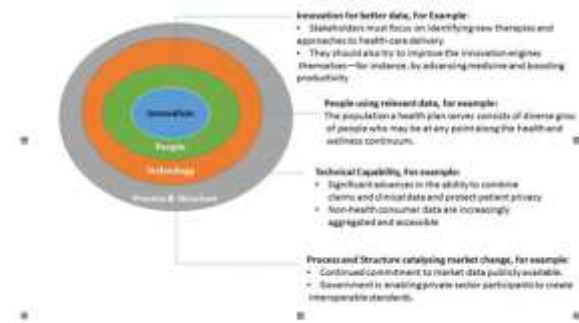 Innovation for better data, For Example:
• Stakeholders must focus on identifying new therapies and
approaches to health-care delivery.
• They should also try to improve the innovation engines
themselves—for instance, by advancing medicine and boosting
productivity
Innovation
People
Technology
Process & Structure
People using relevant data, for example:
The population a health plan serves consists of diverse grou
of people who may be at any point along the health and
wellness continuum.
Technical Capability, For example:
• Significant advances in the ability to combine
claims and clinical data and protect patient privacy
• Non-health consumer data are increasingly
aggregated and accessible
Process and Structure catalysing market change, for example:
• Continued commitment to market data publicly available.
• Government is enabling private sector participants to create
interoperable standards.